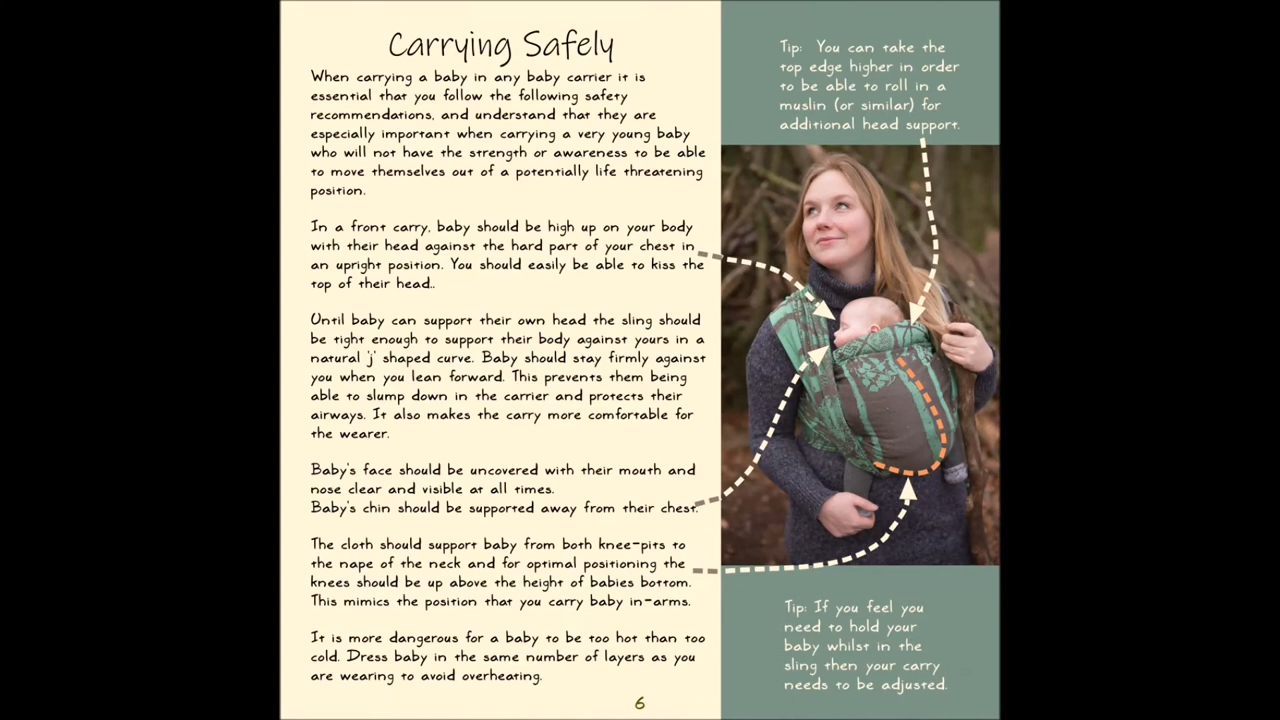 Carrying Safely
When carrying a baby in any baby carrier it is
essential that you follow the following safety
recommendations, and understand that they are
especially important when carrying a very young baby
who will not have the strength or awareness to be able
to move themselves out of a potentially life threatening
position.
In a front carry, baby should be high up on your body
with their head against the hard part of your chest in
an upright position. You should easily be able to kiss the
top of their head..
Until baby can support their own head the sling should
be tight enough to support their body against yours in a
natural 'j' shaped curve. Baby should stay firmly against
you when you lean forward. This prevents them being
able to slump down in the carrier and protects their
airways. It also makes the carry more comfortable for
the wearer.
Baby's face should be uncovered with their mouth and
nose clear and visible at all times.
Baby's chin should be supported away from their chest.
The cloth should support baby from both knee-pits to
the nape of the neck and for optimal positioning the
knees should be up above the height of babies bottom.
This mimics the position that you carry baby in-arms.
It is more dangerous for a baby to be too hot than too
cold. Dress baby in the same number of layers as you
are wearing to avoid overheating.
6
Tip: You can take the
top edge higher in order
to be able to roll in a
muslin (or similar) for
additional head support.
Tip: If you feel you
need to hold your
baby whilst in the
sling then your carry
needs to be adjusted.